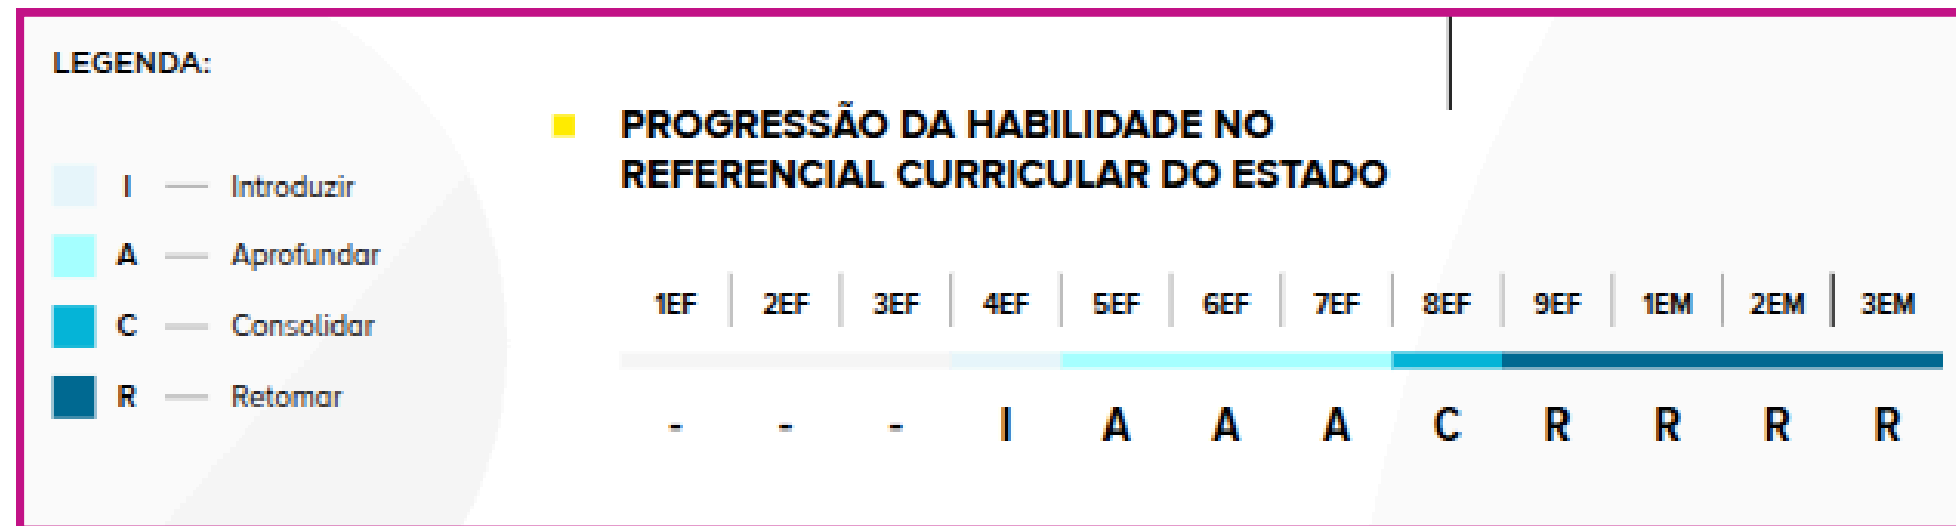 LEGENDA:
I — Introduzir
A — Aprofundar
C — Consolidar
R — Retomar
PROGRESSÃO DA HABILIDADE NO
REFERENCIAL CURRICULAR DO ESTADO
1EF 2EF 3EF 4EF 5EF 6EF 7EF 8EF 9EF 1EM 2EM 3EM
- - - I A A A C R R R R